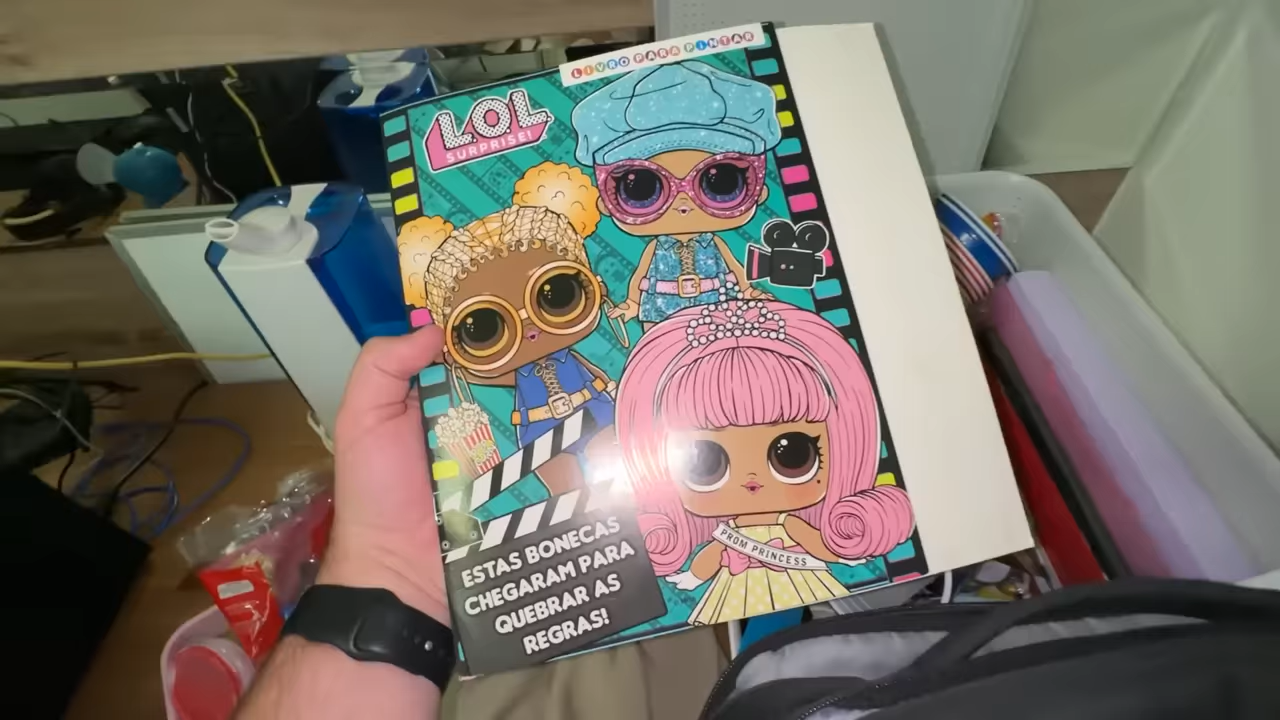 LIVRO PARA PINTAR
L.O.L
SURPRISE!
PROM PRINCESS
ESTAS BONECAS
CHEGARAM PARA
QUEBRAR AS
REGRAS!